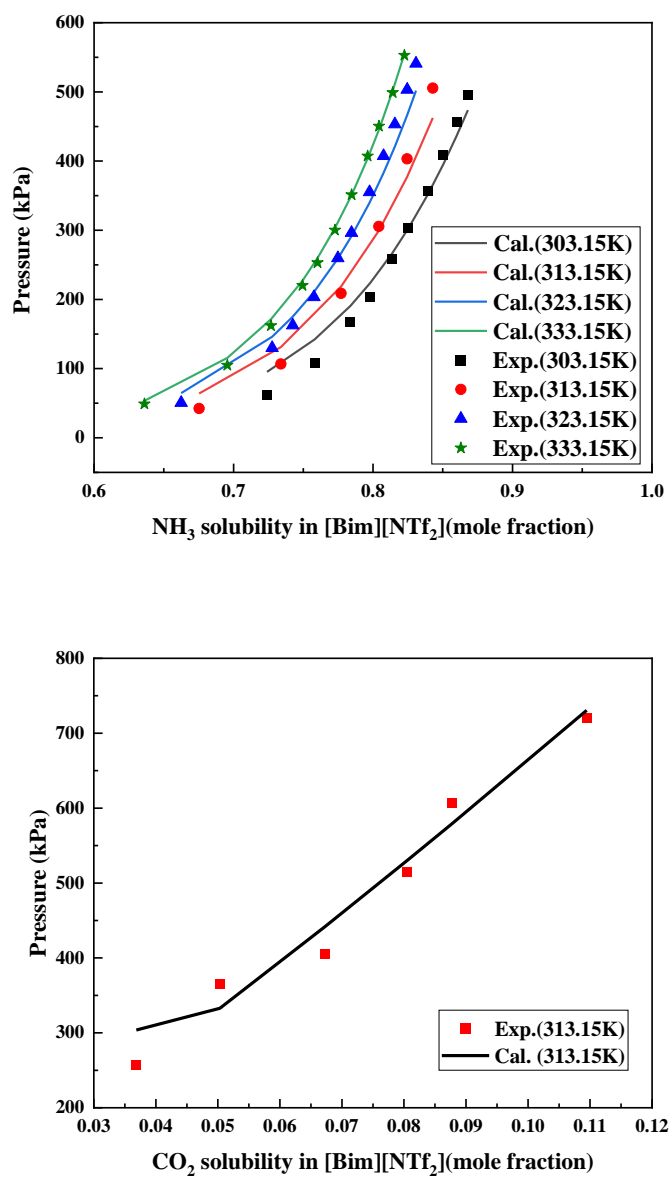 600
500
400
300
200
100
0
Pressure (kPa)
Cal.(303.15K)
Cal.(313.15K)
Cal.(323.15K)
Cal.(333.15K)
Exp.(303.15K)
Exp.(313.15K)
Exp.(323.15K)
Exp.(333.15K)
0.6 0.7 0.8 0.9 1.0
NH₃ solubility in [Bim][NTf₂](mole fraction)
800
700
600
500
400
300
200
Pressure (kPa)
Exp.(313.15K)
Cal. (313.15K)
0.03 0.04 0.05 0.06 0.07 0.08 0.09 0.10 0.11 0.12
CO₂ solubility in [Bim][NTf₂](mole fraction)